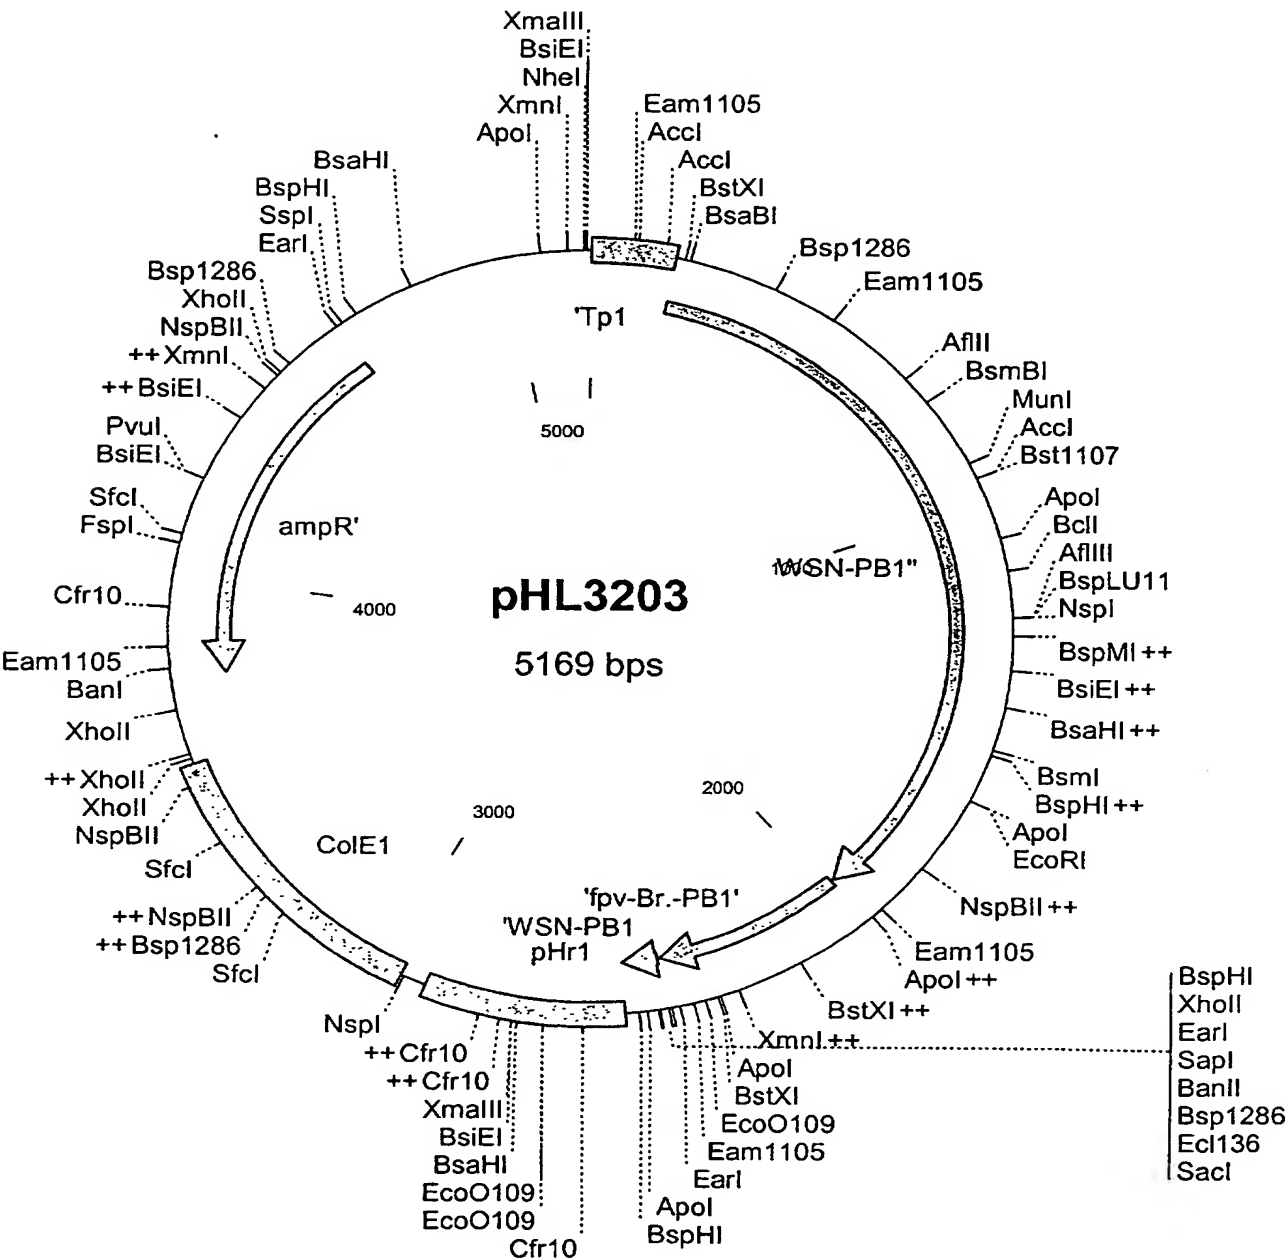 XmaIII
BsiEI
NheI
XmnI
ApoI
Eam1105
AccI
AccI
BstXI
BsaBI
Bsp1286
Eam1105
AflII
BsmBI
MunI
AccI
Bst1107
ApoI
BclI
AflIII
BspLU11
NspI
BspMI++
BsiEI++
BsaHI++
BsmI
BspHI++
ApoI
EcoRI
NspBII++
Eam1105
ApoI++
BstXI++
XmnI++
ApoI
BstXI
EcoO109
Eam1105
EarI
ApoI
BspHI
BspHI
XhoII
EarI
SapI
BanII
Bsp1286
Ecl136
SacI
BsaHI
BspHI
SspI
EarI
Bsp1286
XhoII
NspBII
++XmnI
++BsiEI
PvuI
BsiEI
SfcI
FspI
Cfr10
Eam1105
BanI
XhoII
++XhoII
XhoII
NspBII
SfcI
++NspBII
++Bsp1286
SfcI
NspI
++Cfr10
++Cfr10
XmaIII
BsiEI
BsaHI
EcoO109
EcoO109
Cfr10
'Tp1
5000
ampR'
WSN-PB1"
4000
pHL3203
5169 bps
2000
3000
ColE1
'fpv-Br.-PB1'
'WSN-PB1
pHr1